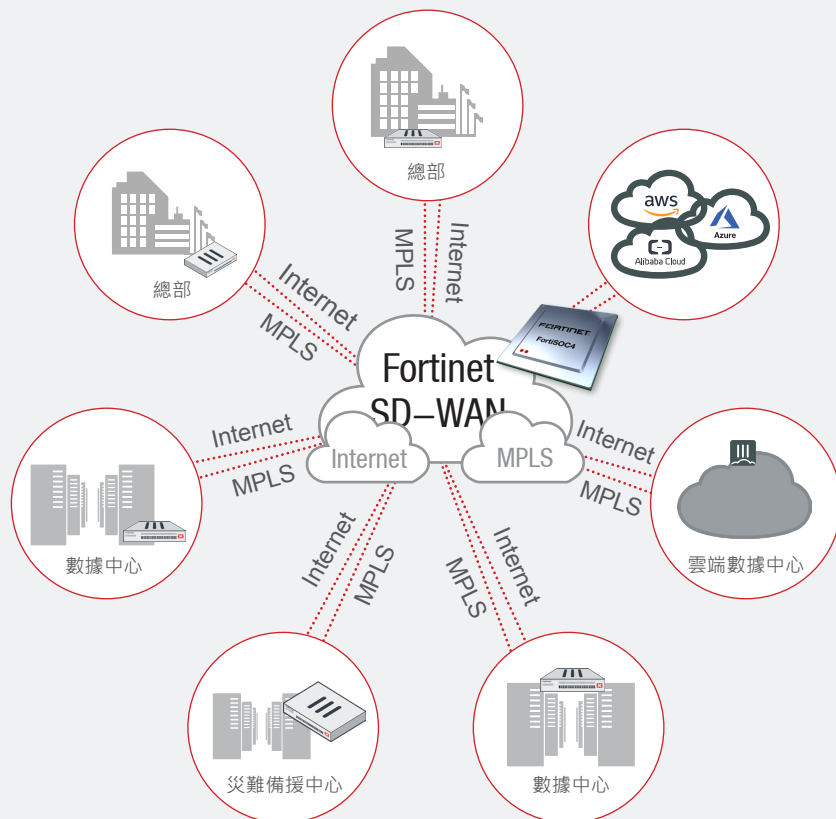 總部
aws
Azure
Alibaba Cloud
總部
MPLS
Internet
Internet
MPLS
FORTINET
FortiSOC4
Fortinet
SD–WAN
Internet
MPLS
Internet
MPLS
Internet
MPLS
數據中心
雲端數據中心
Internet
MPLS
Internet
MPLS
災難備援中心
數據中心